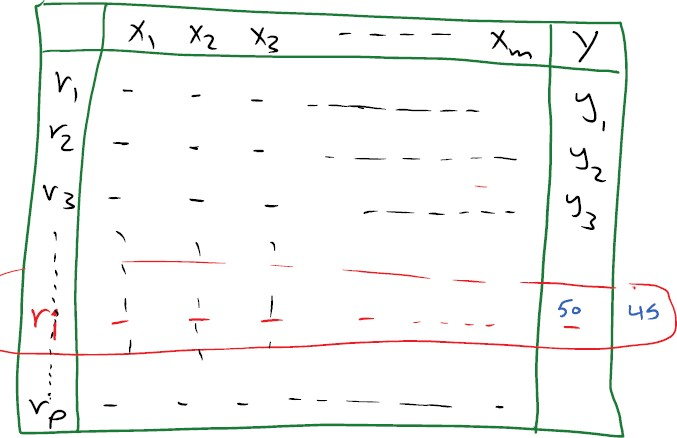 x₁ x₂ x₃ - - - - - xₘ Y
r₁ - - - - - - - - - y₁
r₂ - - - - - - - - - y₂
r₃ - - - - - - - - y₃
rᵢ - - - - - - - - 50 45
rₚ - - - - - - - - -